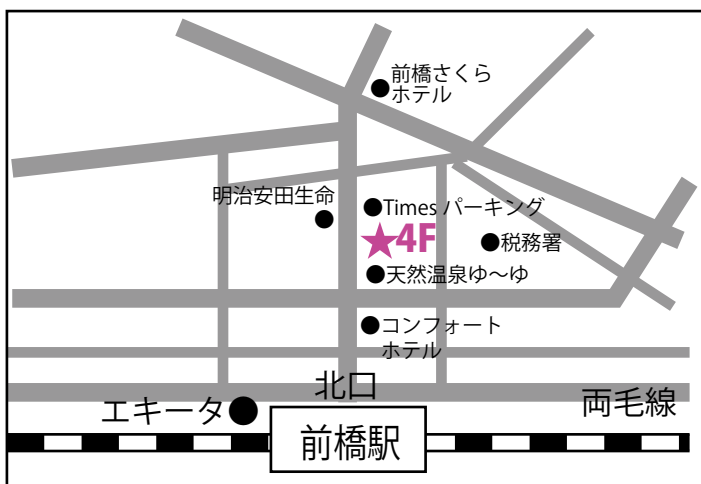 前橋さくら
ホテル
明治安田生命
Times パーキング
★4F
税務署
天然温泉ゆ〜ゆ
コンフォート
ホテル
北口
エキータ
両毛線
前橋駅